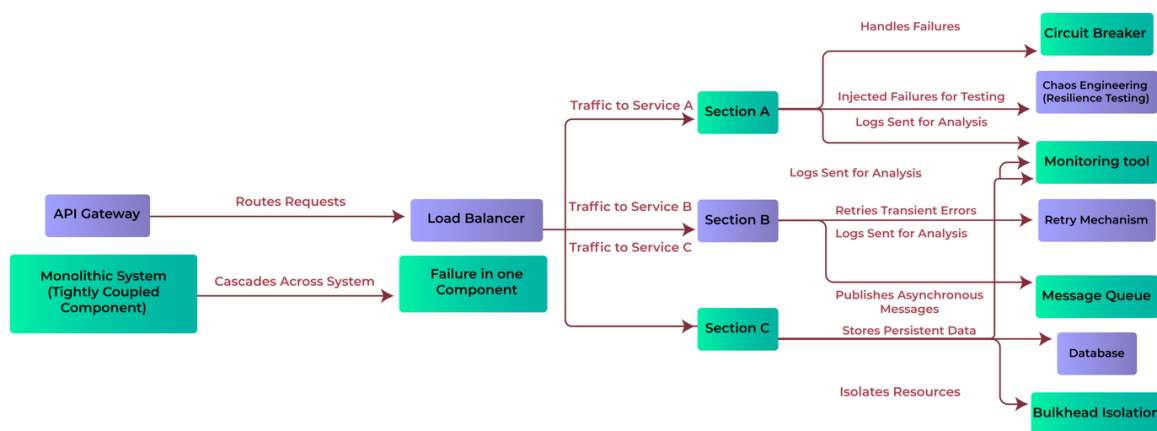 Handles Failures
Circuit Breaker
Traffic to Service A
Section A
Injected Failures for Testing
Chaos Engineering
(Resilience Testing)
Logs Sent for Analysis
Monitoring tool
Logs Sent for Analysis
API Gateway
Routes Requests
Load Balancer
Traffic to Service B
Section B
Retries Transient Errors
Retry Mechanism
Logs Sent for Analysis
Traffic to Service C
Monolithic System
(Tightly Coupled
Component)
Cascades Across System
Failure in one
Component
Publishes Asynchronous
Messages
Message Queue
Section C
Stores Persistent Data
Database
Isolates Resources
Bulkhead Isolation